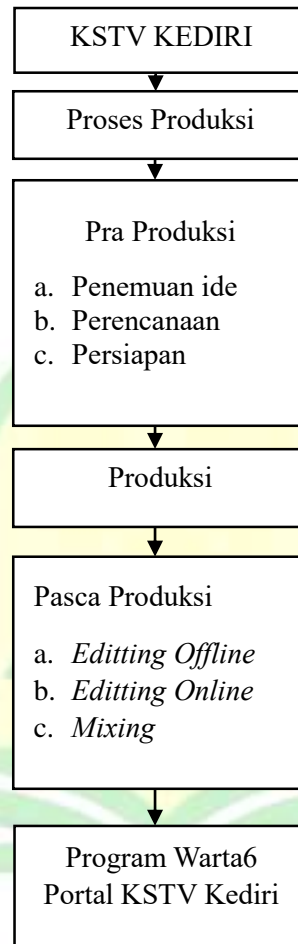 KSTV KEDIRI
Proses Produksi
Pra Produksi
a. Penemuan ide
b. Perencanaan
c. Persiapan
Produksi
Pasca Produksi
a. Editting Offline
b. Editting Online
c. Mixing
Program Warta6
Portal KSTV Kediri